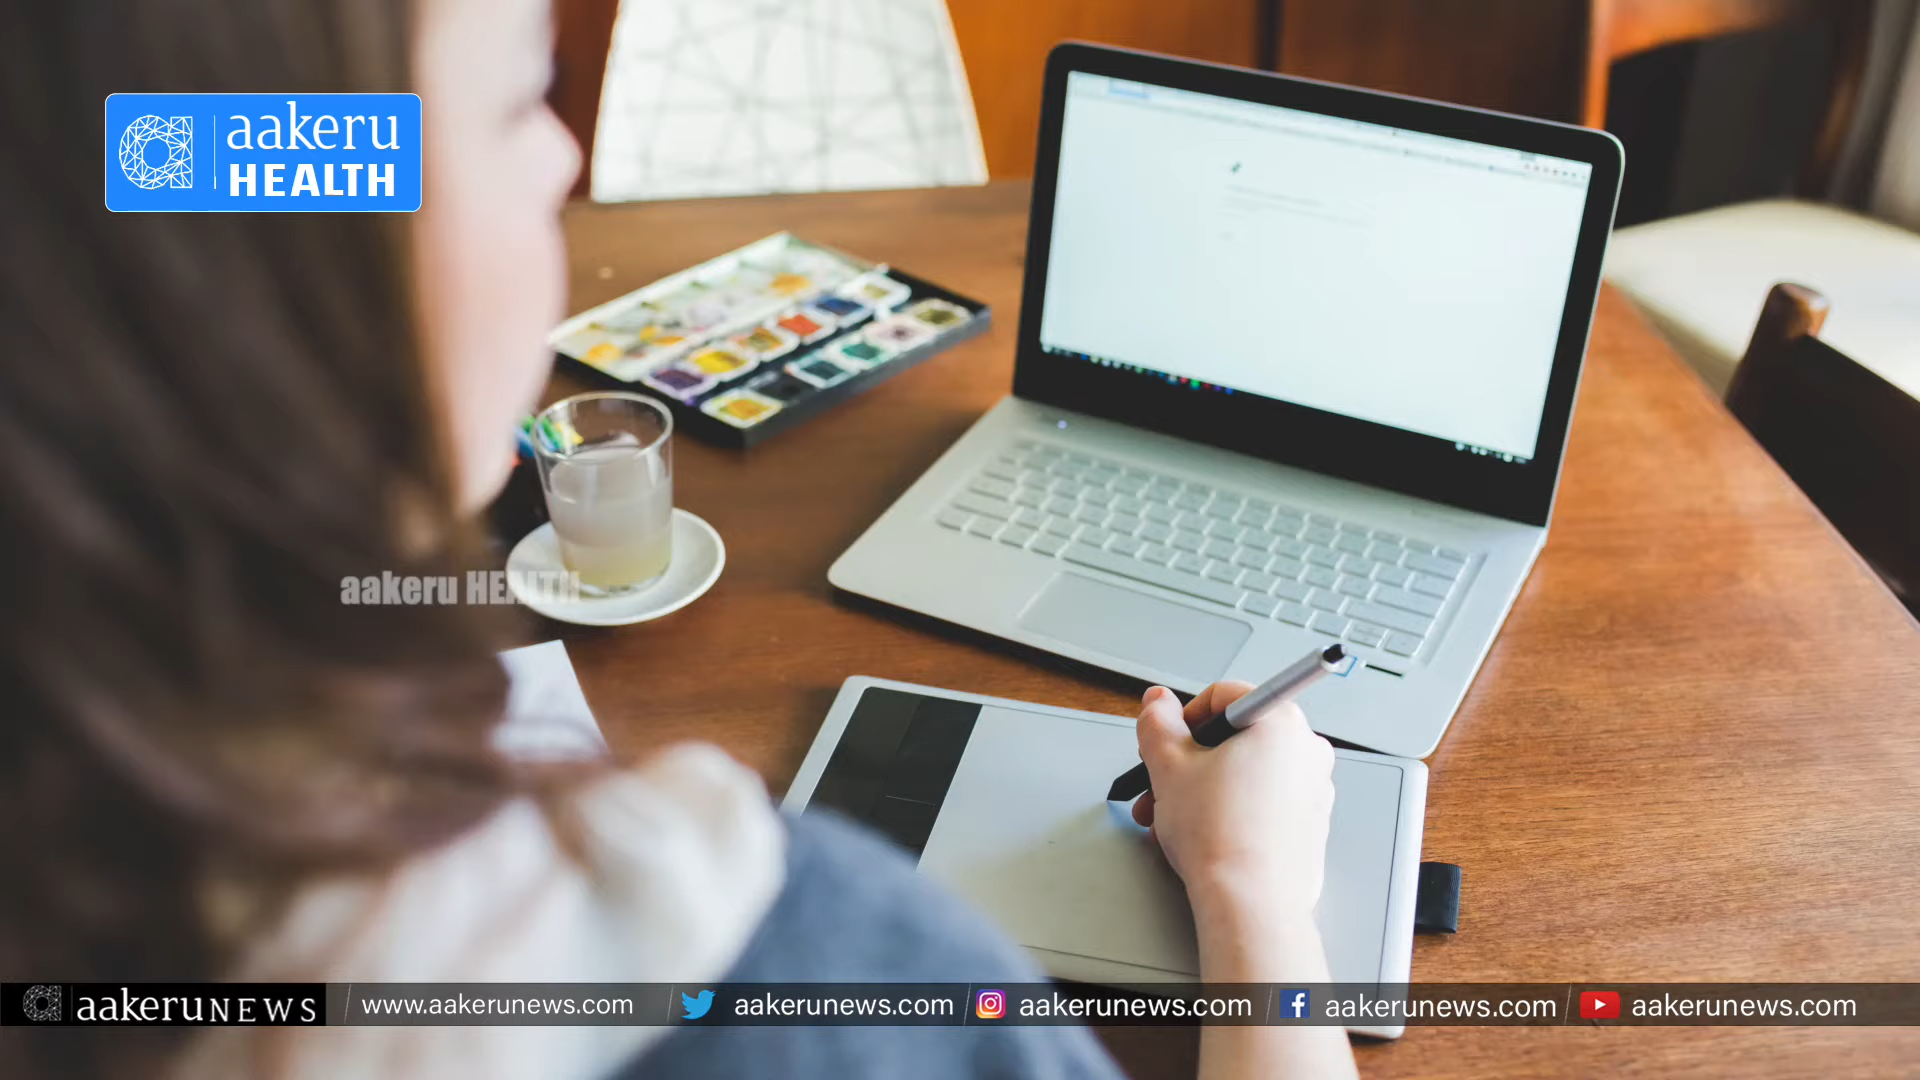 aakeru
HEALTH
aakeru HEALTH
aakeruNEWS
www.aakerunews.com
aakerunews.com
aakerunews.com
aakerunews.com
aakerunews.com